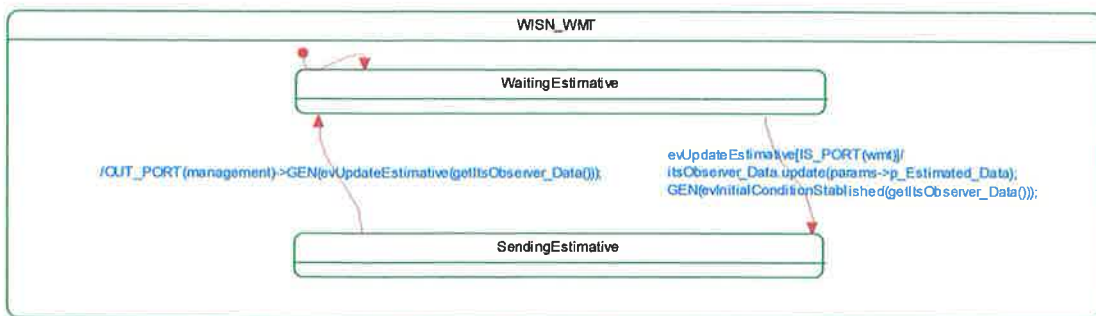 WISN_WMT
WaitingEstimative
/OUT_PORT(management)->GEN(evUpdateEstimative(getItsObserver_Data()));
evUpdateEstimative[IS_PORT(wmt)]/
itsObserver_Data.update(params->p_Estimated_Data);
GEN(evInitialConditionStablished(getItsObserver_Data()));
SendingEstimative